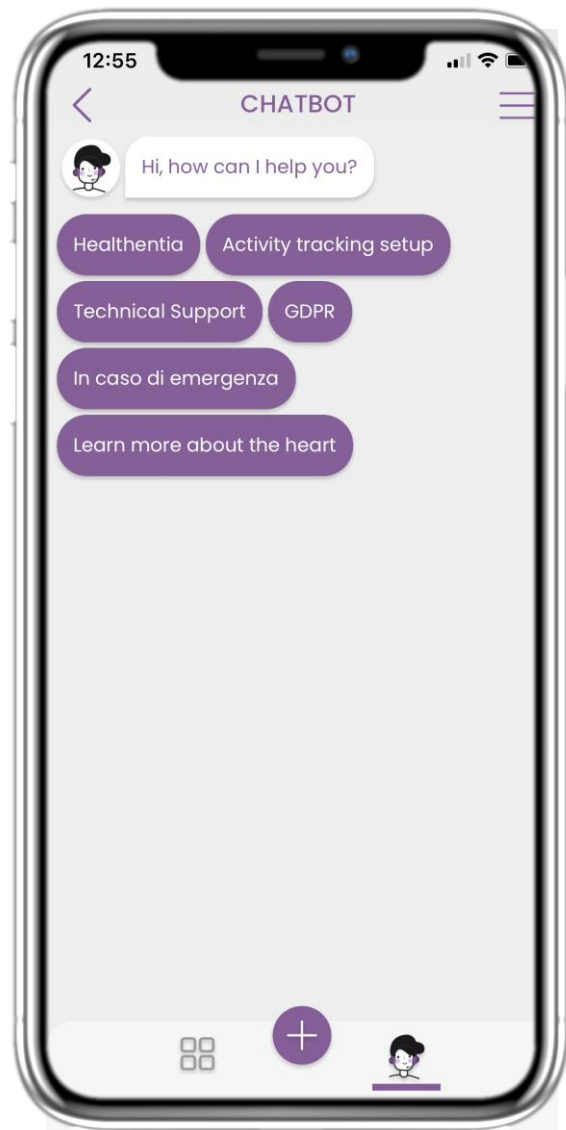 12:55
CHATBOT
Hi, how can I help you?
Healthentia Activity tracking setup
Technical Support GDPR
In caso di emergenza
Learn more about the heart